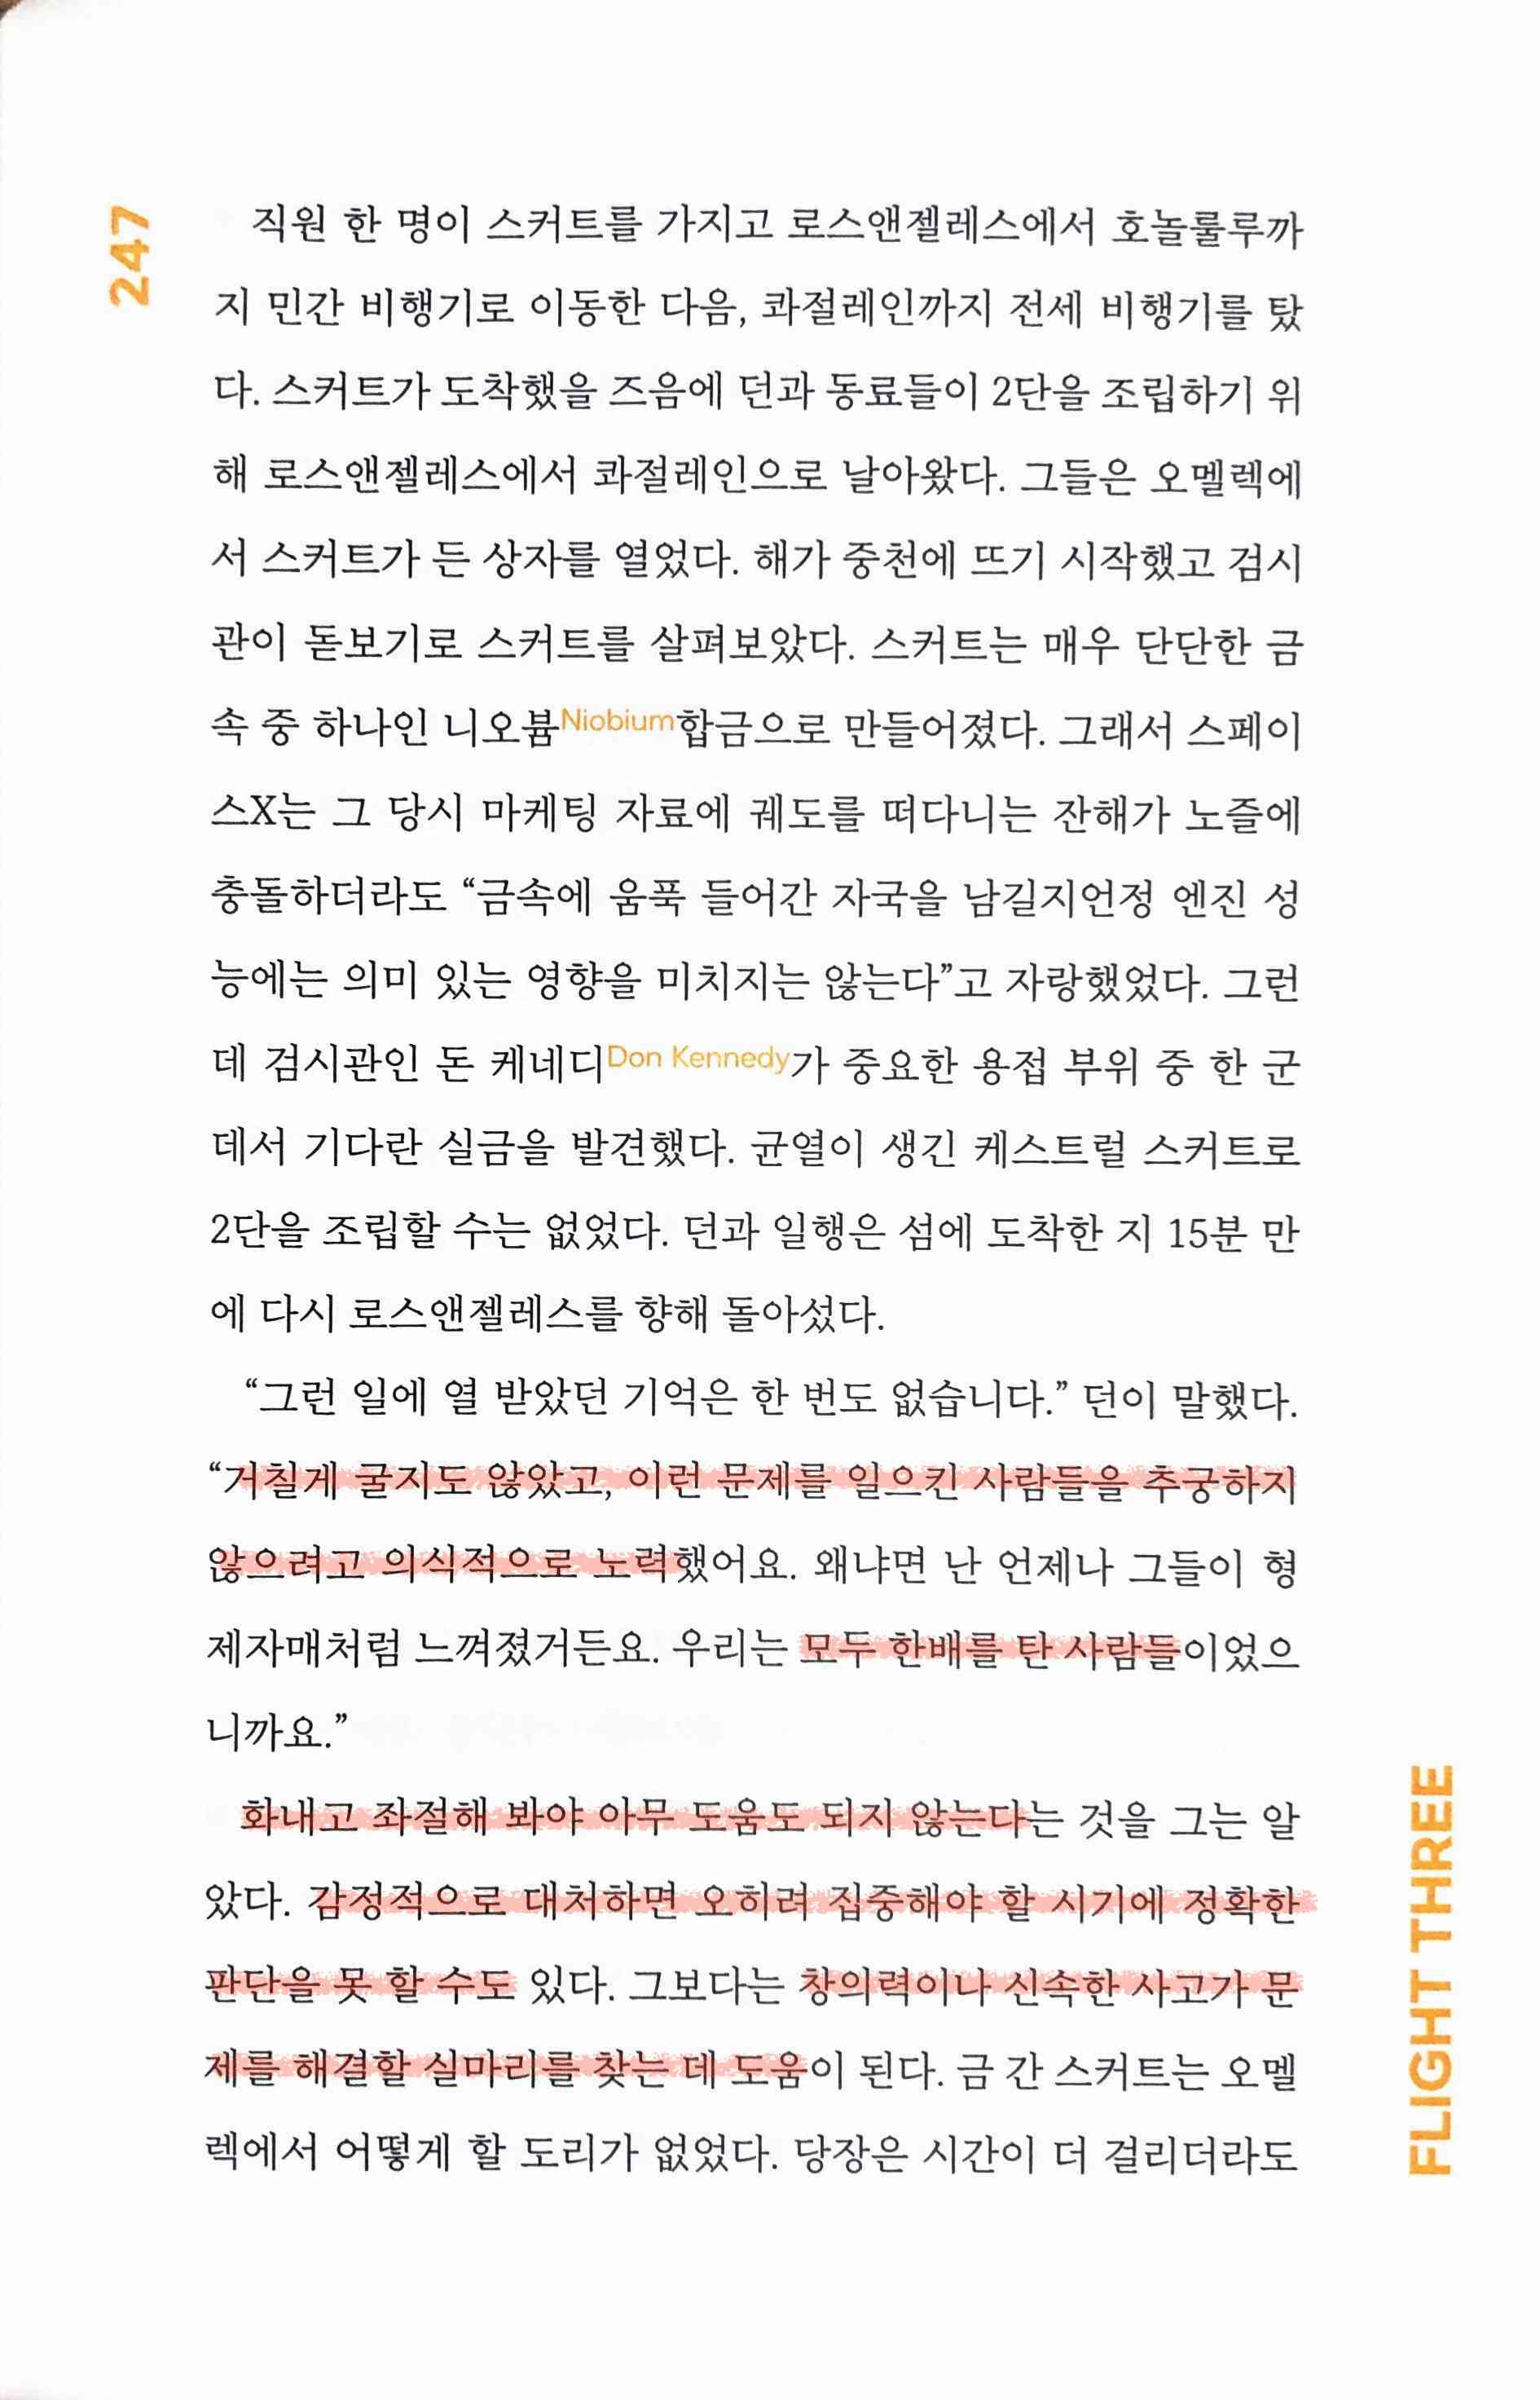 247
직원 한 명이 스커트를 가지고 로스앤젤레스에서 호놀룰루까
지 민간 비행기로 이동한 다음, 콰절레인까지 전세 비행기를 탔
다. 스커트가 도착했을 즈음에 던과 동료들이 2단을 조립하기 위
해 로스앤젤레스에서 콰절레인으로 날아왔다. 그들은 오멜렉에
서 스커트가 든 상자를 열었다. 해가 중천에 뜨기 시작했고 검시
관이 돋보기로 스커트를 살펴보았다. 스커트는 매우 단단한 금
속 중 하나인 니오븀Niobium합금으로 만들어졌다. 그래서 스페이
스X는 그 당시 마케팅 자료에 궤도를 떠다니는 잔해가 노즐에
충돌하더라도 “금속에 움푹 들어간 자국을 남길지언정 엔진 성
능에는 의미 있는 영향을 미치지는 않는다”고 자랑했었다. 그런
데 검시관인 돈 케네디Don Kennedy가 중요한 용접 부위 중 한 군
데서 기다란 실금을 발견했다. 균열이 생긴 케스트럴 스커트로
2단을 조립할 수는 없었다. 던과 일행은 섬에 도착한 지 15분 만
에 다시 로스앤젤레스를 향해 돌아섰다.
“그런 일에 열 받았던 기억은 한 번도 없습니다.” 던이 말했다.
“거칠게 굴지도 않았고, 이런 문제를 일으킨 사람들을 추궁하지
않으려고 의식적으로 노력했어요. 왜냐면 난 언제나 그들이 형
제자매처럼 느껴졌거든요. 우리는 모두 한배를 탄 사람들이었으
니까요.”
화내고 좌절해 봐야 아무 도움도 되지 않는다는 것을 그는 알
았다. 감정적으로 대처하면 오히려 집중해야 할 시기에 정확한
판단을 못 할 수도 있다. 그보다는 창의력이나 신속한 사고가 문
제를 해결할 실마리를 찾는 데 도움이 된다. 금 간 스커트는 오멜
렉에서 어떻게 할 도리가 없었다. 당장은 시간이 더 걸리더라도
FLIGHT THREE